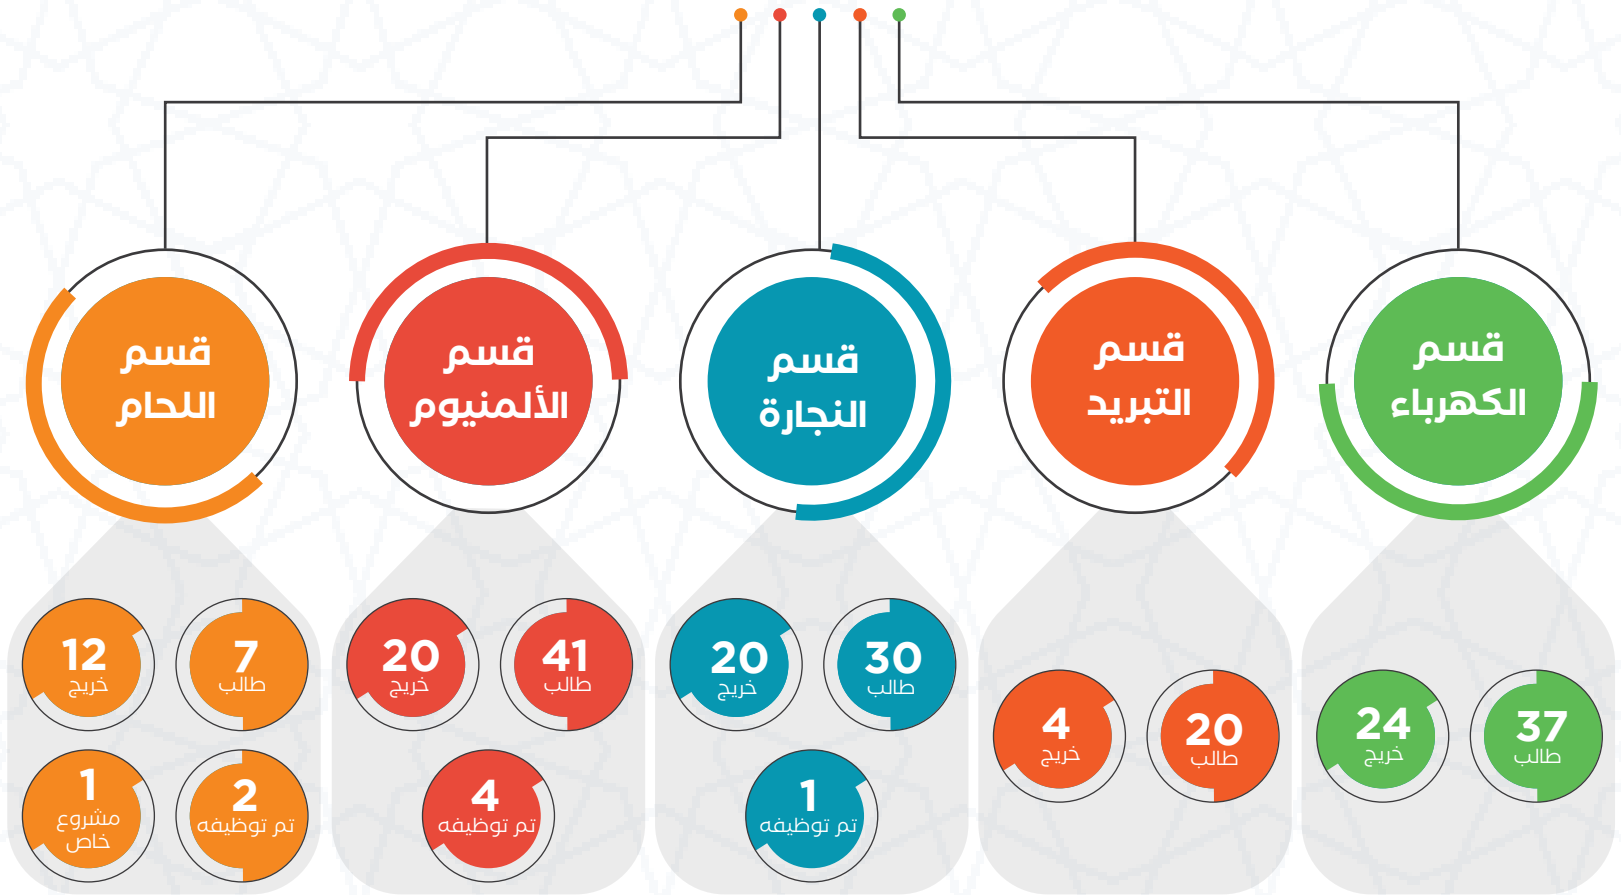 قسم
الكهرباء
37
طالب
24
خريج
قسم
التبريد
20
طالب
4
خريج
قسم
النجارة
30
طالب
20
خريج
1
تم توظيفه
قسم
الألمنيوم
41
طالب
20
خريج
4
تم توظيفه
قسم
اللحام
7
طالب
12
خريج
2
تم توظيفه
1
مشروع
خاص